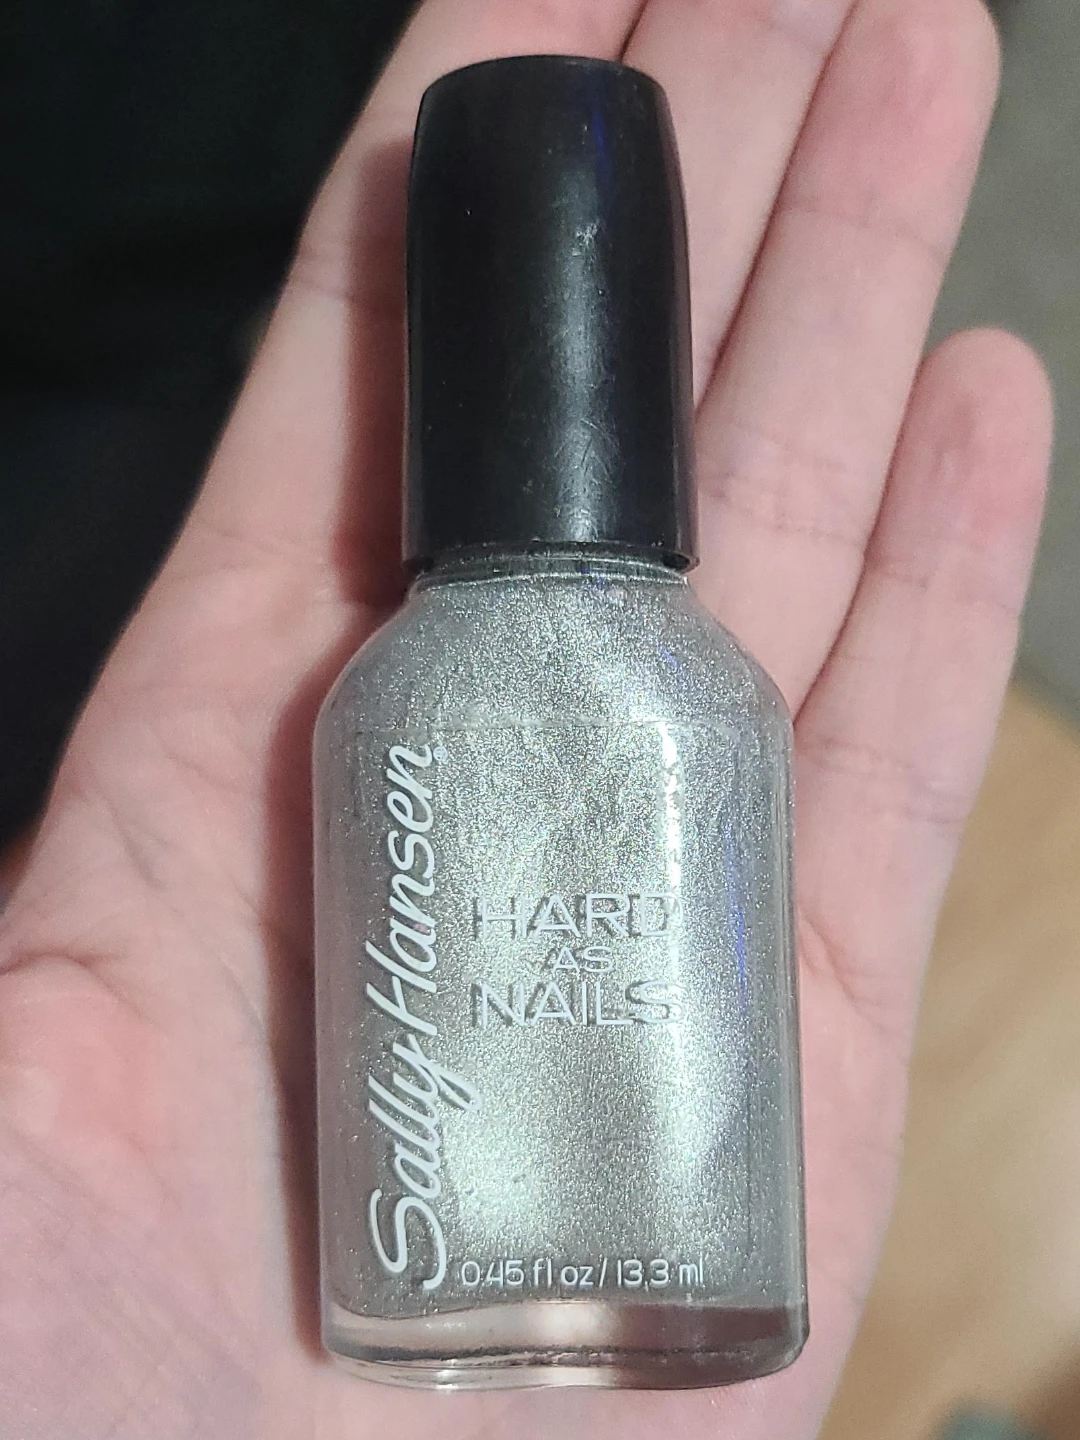 Sally Hansen®
HARD
AS
NAILS
0.45 fl oz / 13.3 ml